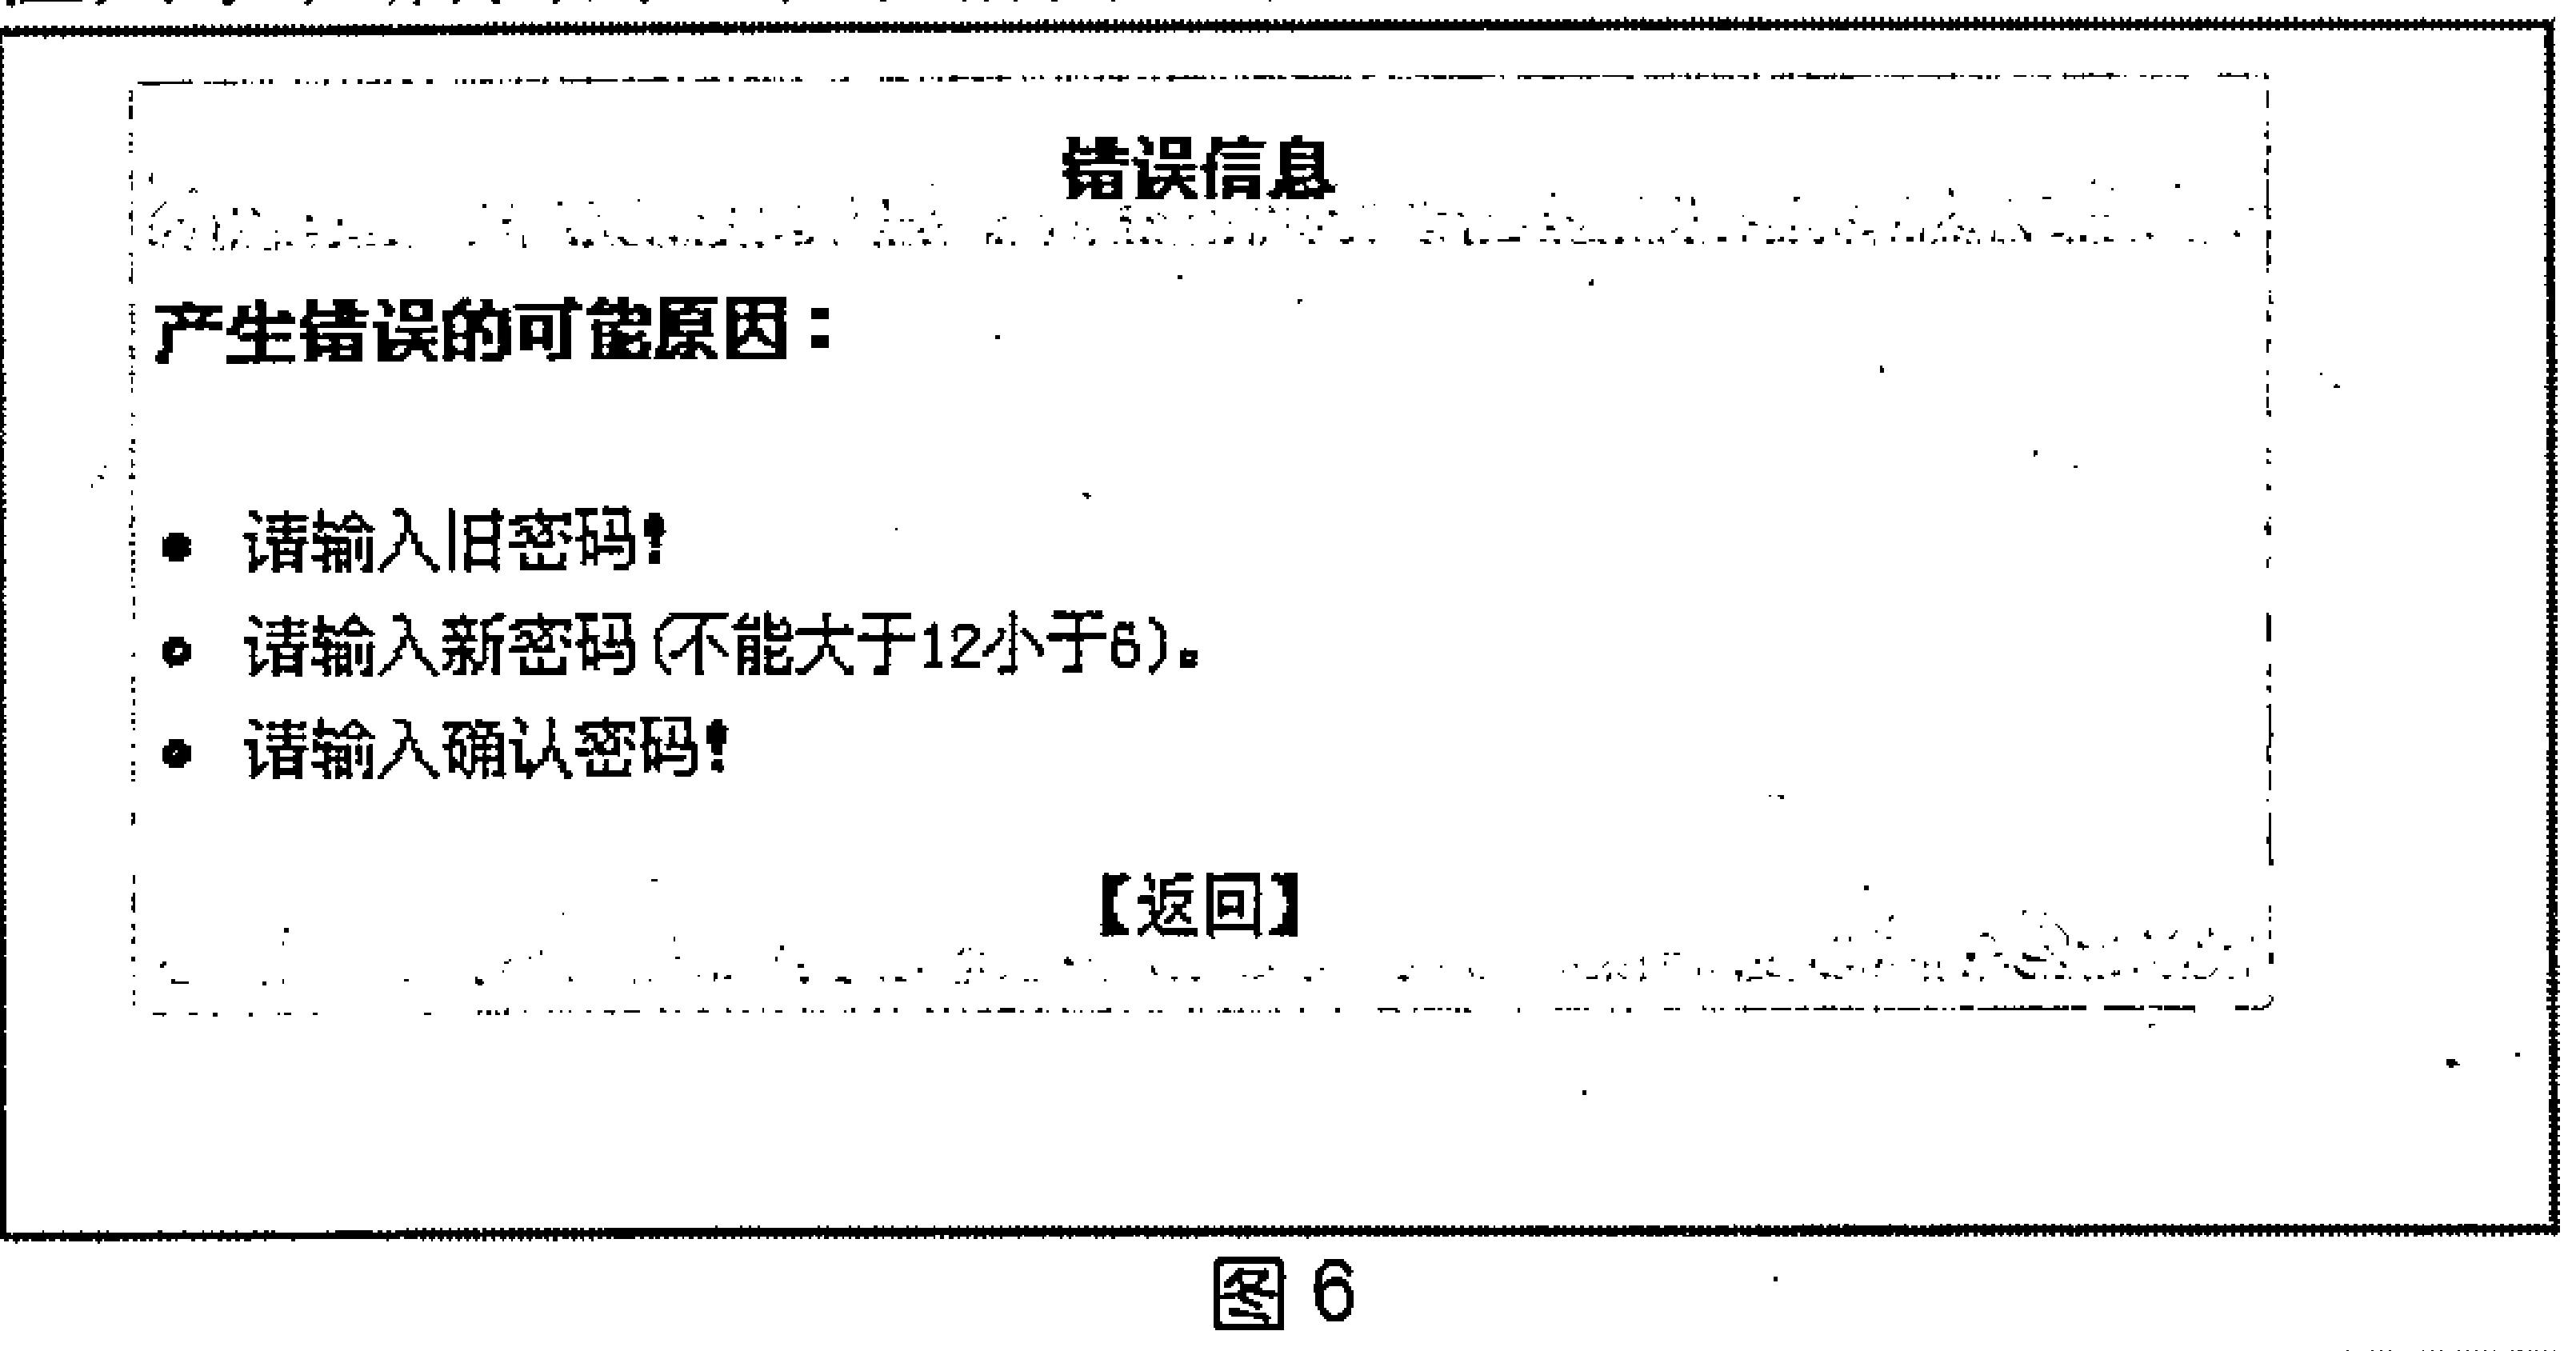 错误信息
产生错误的可能原因：
• 请输入旧密码！
• 请输入新密码(不能大于12小于6)。
• 请输入确认密码！
【返回】
图6